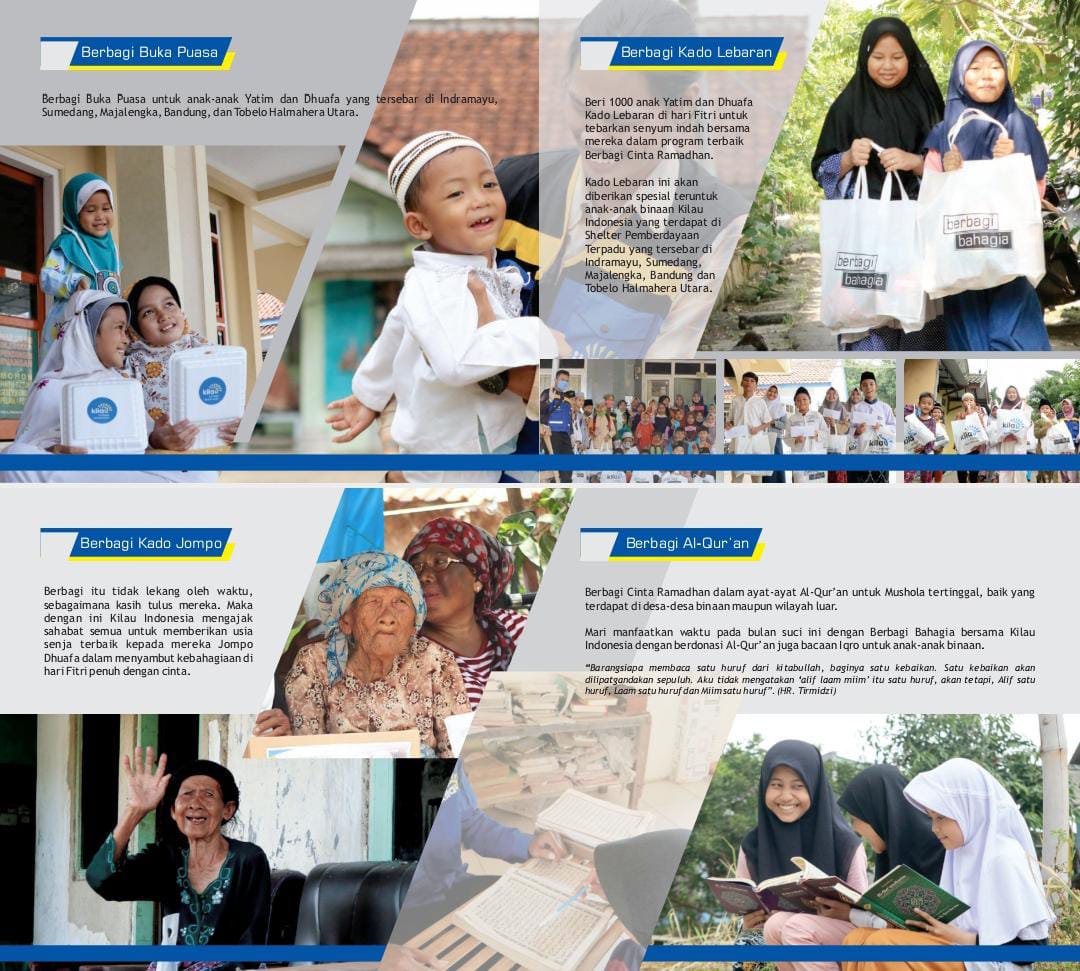 Berbagi Buka Puasa
Berbagi Buka Puasa untuk anak-anak Yatim dan Dhuafa yang tersebar di Indramayu,
Sumedang, Majalengka, Bandung, dan Tobelo Halmahera Utara.
kilau
kilau
Berbagi Kado Lebaran
Beri 1000 anak Yatim dan Dhuafa
Kado Lebaran di hari Fitri untuk
tebarkan senyum indah bersama
mereka dalam program terbaik
Berbagi Cinta Ramadhan.
Kado Lebaran ini akan
diberikan spesial teruntuk
anak-anak binaan Kilau
Indonesia yang terdapat di
Shelter Pemberdayaan
Terpadu yang tersebar di
Indramayu, Sumedang,
Majalengka, Bandung dan
Tobelo Halmahera Utara.
berbagi
bahagia
berbagi
bahagia
kilau
kilau
kilau
Berbagi Kado Jompo
Berbagi itu tidak lekang oleh waktu,
sebagaimana kasih tulus mereka. Maka
dengan ini Kilau Indonesia mengajak
sahabat semua untuk memberikan usia
senja terbaik kepada mereka Jompo
Dhuafa dalam menyambut kebahagiaan di
hari Fitri penuh dengan cinta.
Berbagi Al-Qur'an
Berbagi Cinta Ramadhan dalam ayat-ayat Al-Qur'an untuk Mushola tertinggal, baik yang
terdapat di desa-desa binaan maupun wilayah luar.
Mari manfaatkan waktu pada bulan suci ini dengan Berbagi Bahagia bersama Kilau
Indonesia dengan berdonasi Al-Qur'an juga bacaan Iqro untuk anak-anak binaan.
“Barangsiapa membaca satu huruf dari kitabullah, baginya satu kebaikan. Satu kebaikan akan
dilipatgandakan sepuluh. Aku tidak mengatakan ‘alif laam miim’ itu satu huruf, akan tetapi, Alif satu
huruf, Laam satu huruf dan Miim satu huruf”. (HR. Tirmidzi)